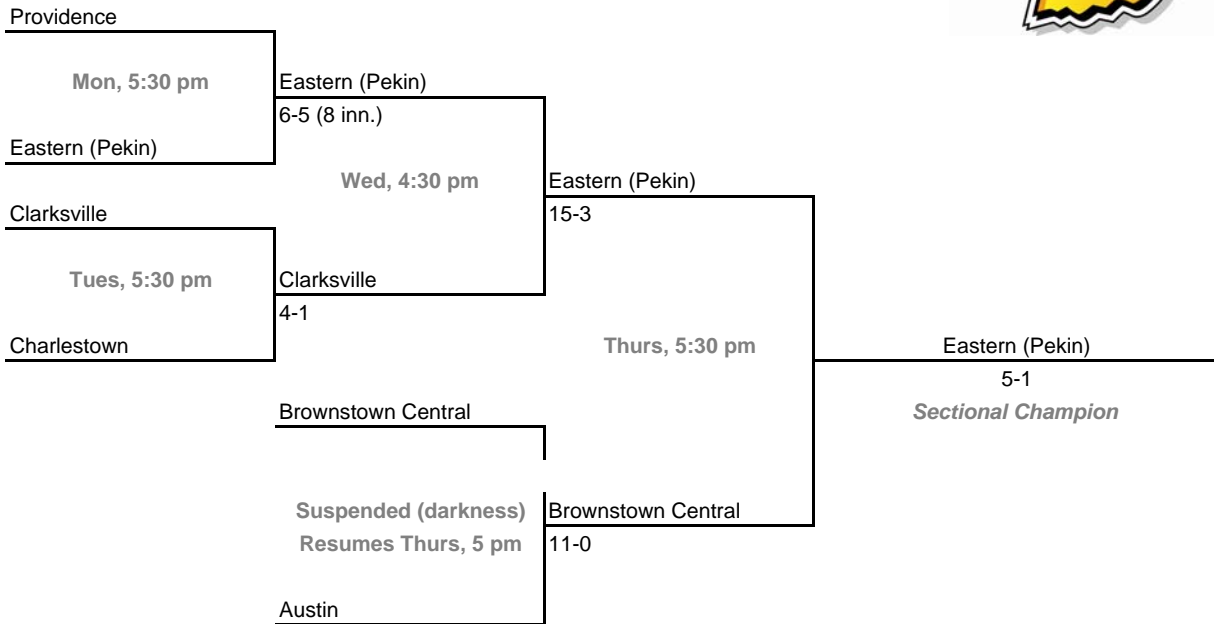 Providence
Mon, 5:30 pm
Eastern (Pekin)
6-5 (8 inn.)
Eastern (Pekin)
Wed, 4:30 pm
Eastern (Pekin)
15-3
Clarksville
Tues, 5:30 pm
Clarksville
4-1
Charlestown
Thurs, 5:30 pm
Eastern (Pekin)
5-1
Sectional Champion
Brownstown Central
Suspended (darkness)
Resumes Thurs, 5 pm
Brownstown Central
11-0
Austin